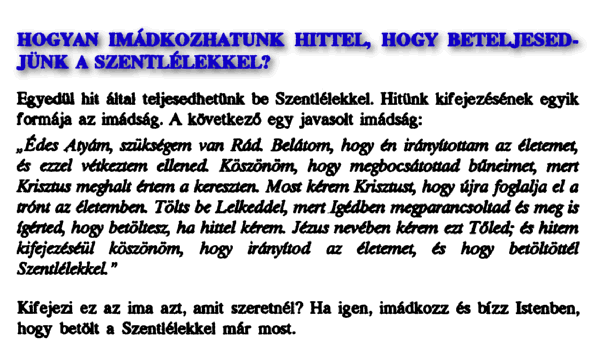 HOGYAN IMÁDKOZHATUNK HITTEL, HOGY BETELJESED-
JÜNK A SZENTLÉLEKKEL?
Egyedül hit által teljesedhetünk be Szentlélekkel. Hitünk kifejezésének egyik
formája az imádság. A következő egy javasolt imádság:
„Édes Atyám, szükségem van Rád. Belátom, hogy én irányítottam az életemet,
és ezzel vétkeztem ellened. Köszönöm, hogy megbocsátottad bűneimet, mert
Krisztus meghalt értem a kereszten. Most kérem Krisztust, hogy újra foglalja el a
trónt az életemben. Tölts be Lelkeddel, mert Igédben megparancsoltad és meg is
ígérted, hogy betöltesz, ha hittel kérem. Jézus nevében kérem ezt Tőled; és hitem
kifejezéséül köszönöm, hogy irányítod az életemet, és hogy betöltöttél
Szentlélekkel.”
Kifejezi ez az ima azt, amit szeretnél? Ha igen, imádkozz és bízz Istenben,
hogy betölt a Szentlélekkel már most.